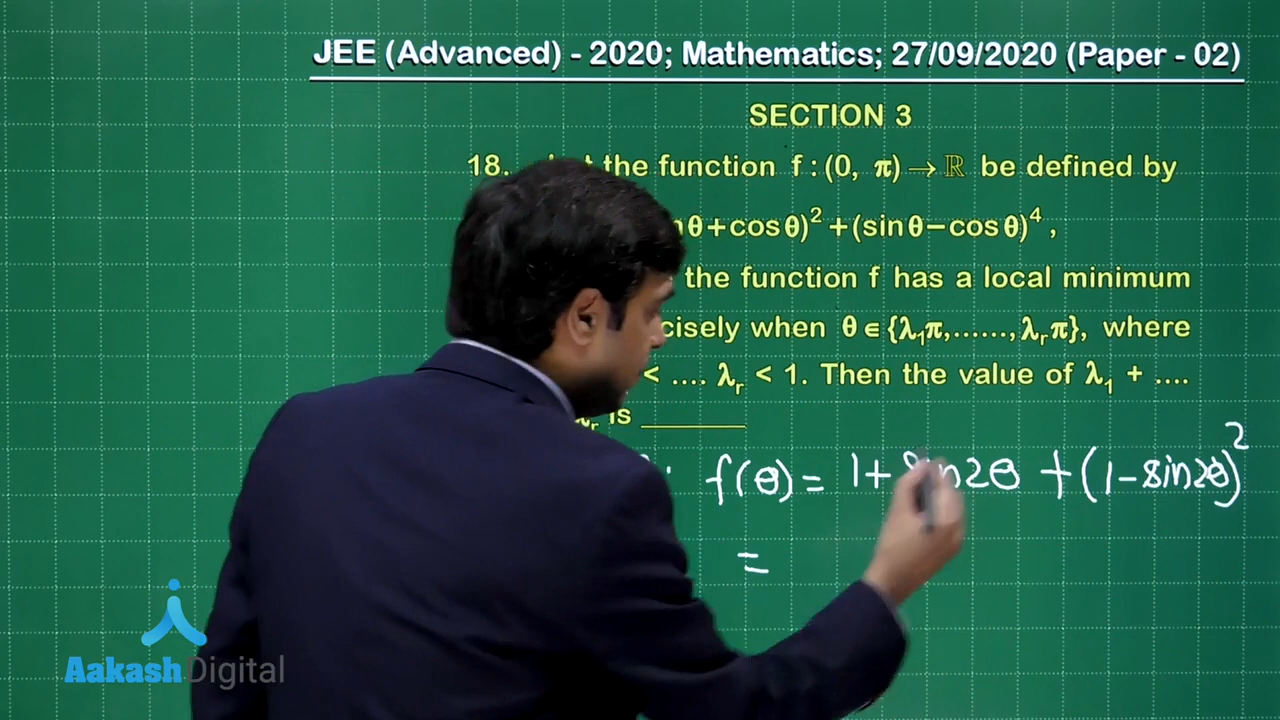 JEE (Advanced) - 2020; Mathematics; 27/09/2020 (Paper - 02)
SECTION 3
18. the function f : (0, π) → ℝ be defined by
θ+cosθ)² + (sinθ−cosθ)⁴ ,
the function f has a local minimum
when θ ∈ {λ₁π,......, λᵣπ}, where
< .... λᵣ < 1. Then the value of λ₁ + ....
λᵣ is ______
f(θ) = 1 + sin2θ + (1 − sin2θ)²
=
Aakash Digital